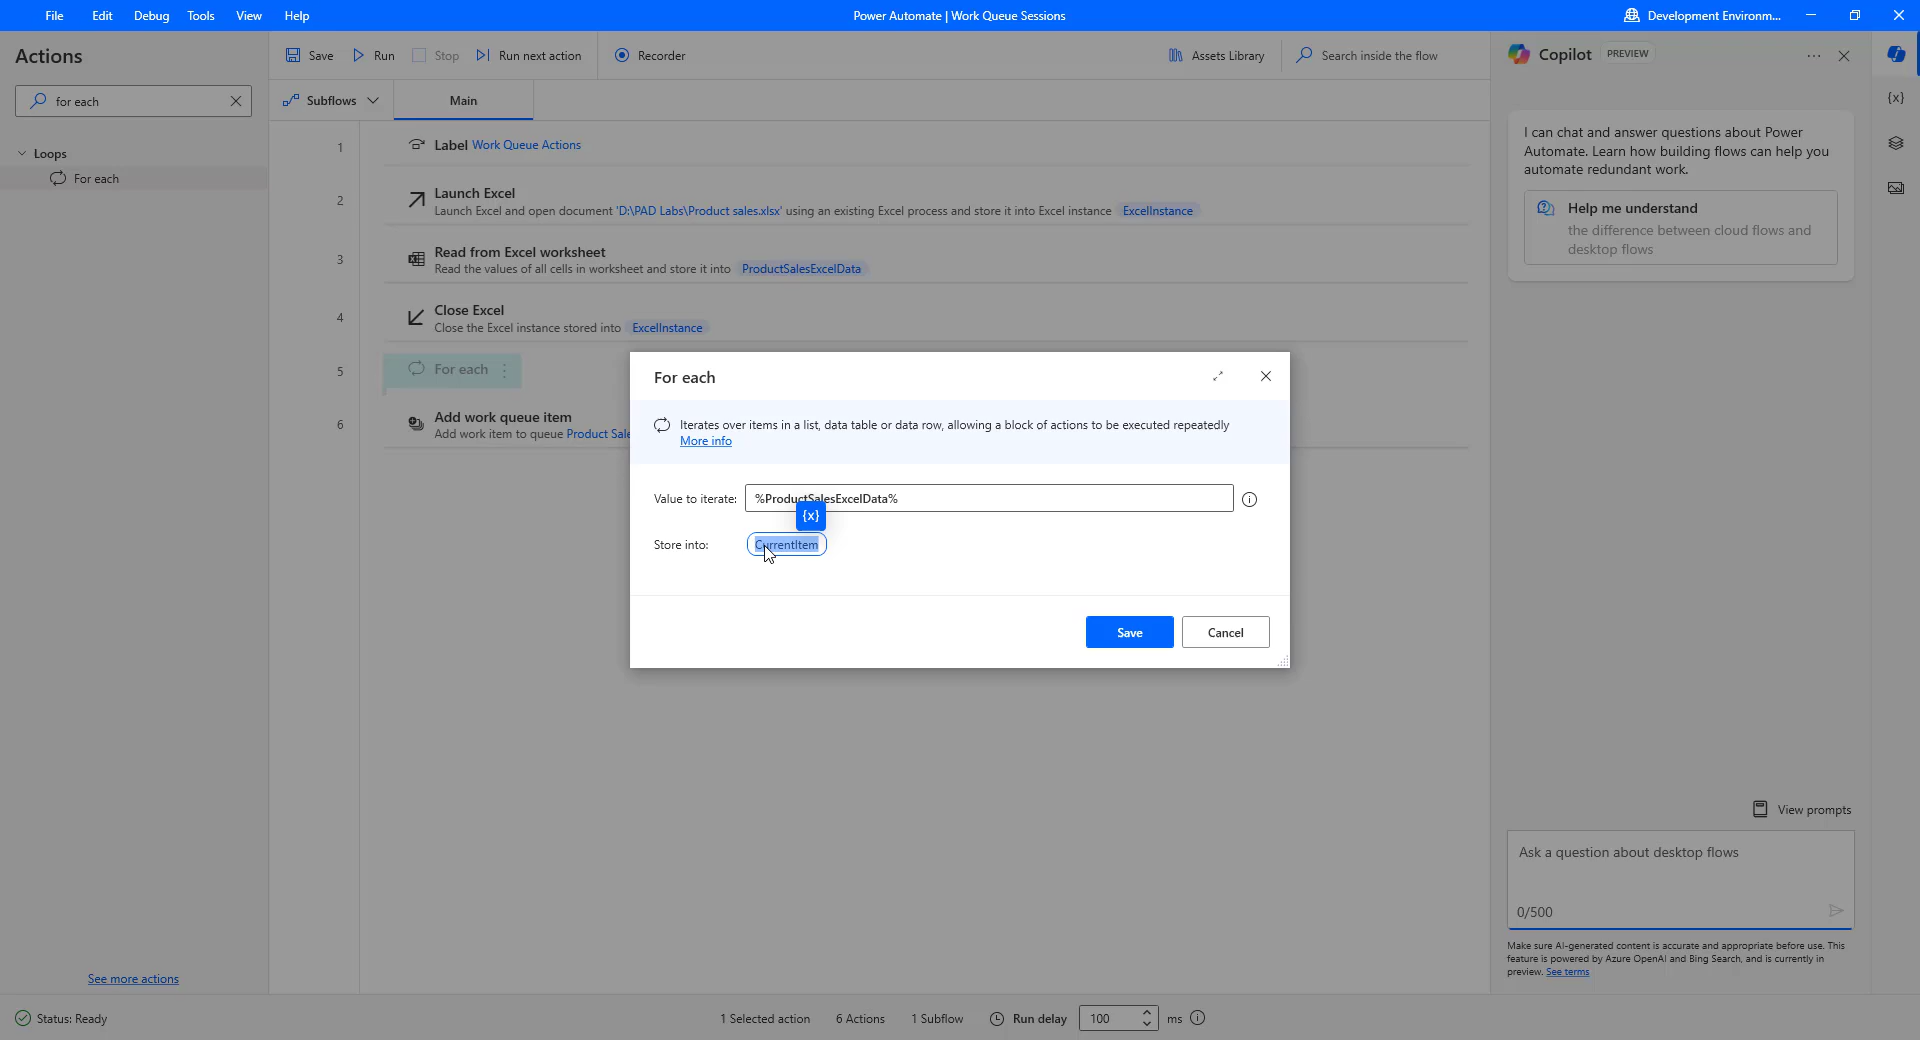 File Edit Debug Tools View Help
Power Automate | Work Queue Sessions
Development Environm...
Actions
for each
Loops
For each
See more actions
Save Run Stop Run next action Recorder
Assets Library Search inside the flow
Subflows Main
1 Label Work Queue Actions
2 Launch Excel
Launch Excel and open document 'D:\PAD Labs\Product sales.xlsx' using an existing Excel process and store it into Excel instance ExcelInstance
3 Read from Excel worksheet
Read the values of all cells in worksheet and store it into ProductSalesExcelData
4 Close Excel
Close the Excel instance stored into ExcelInstance
5 For each
6 Add work queue item
Add work item to queue Product Sale
For each
Iterates over items in a list, data table or data row, allowing a block of actions to be executed repeatedly
More info
Value to iterate: %ProductSalesExcelData%
{x}
Store into: CurrentItem
Save Cancel
Copilot PREVIEW
{x}
I can chat and answer questions about Power
Automate. Learn how building flows can help you
automate redundant work.
Help me understand
the difference between cloud flows and
desktop flows
View prompts
Ask a question about desktop flows
0/500
Make sure AI-generated content is accurate and appropriate before use. This
feature is powered by Azure OpenAI and Bing Search, and is currently in
preview. See terms
Status: Ready
1 Selected action 6 Actions 1 Subflow Run delay 100 ms